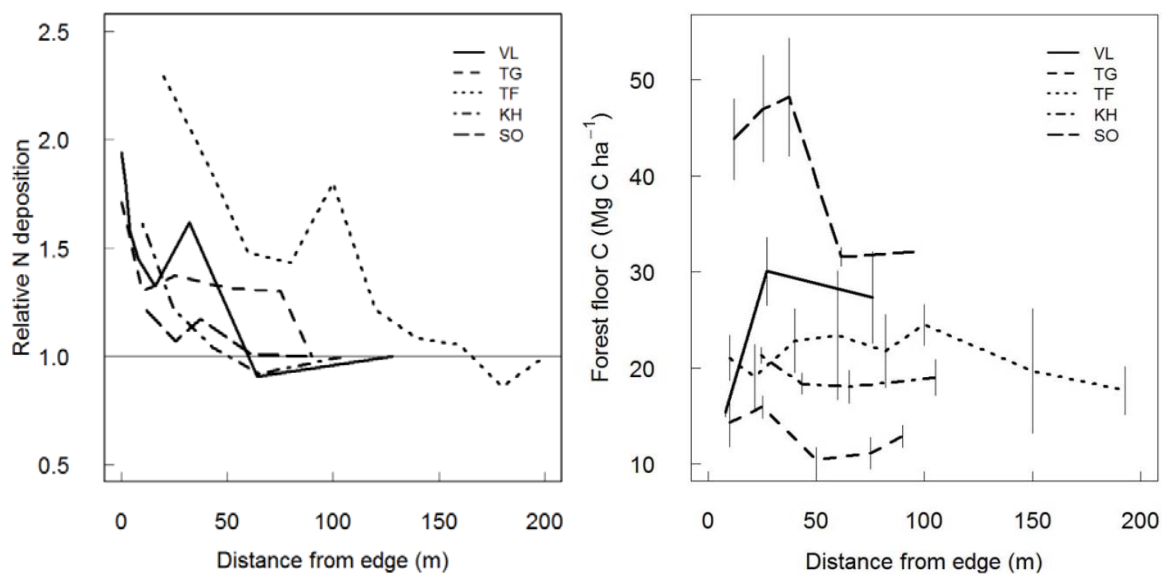 2.5
2.0
1.5
1.0
0.5
Relative N deposition
VL
TG
TF
KH
SO
0 50 100 150 200
Distance from edge (m)
50
40
30
20
10
Forest floor C (Mg C ha⁻¹)
VL
TG
TF
KH
SO
0 50 100 150 200
Distance from edge (m)